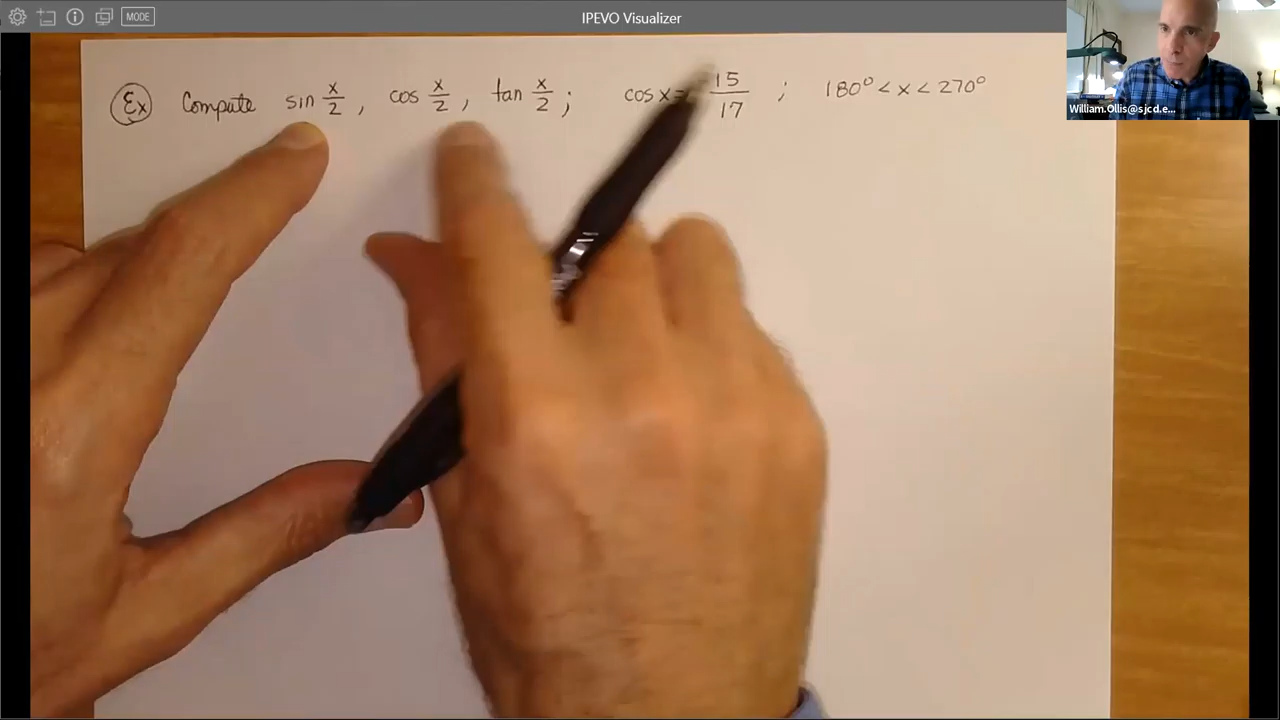 MODE
IPEVO Visualizer
Ex Compute sin x/2 , cos x/2 , tan x/2 ; cos x = 15/17 ; 180° < x < 270°
William.Ollis@sjcd.e...